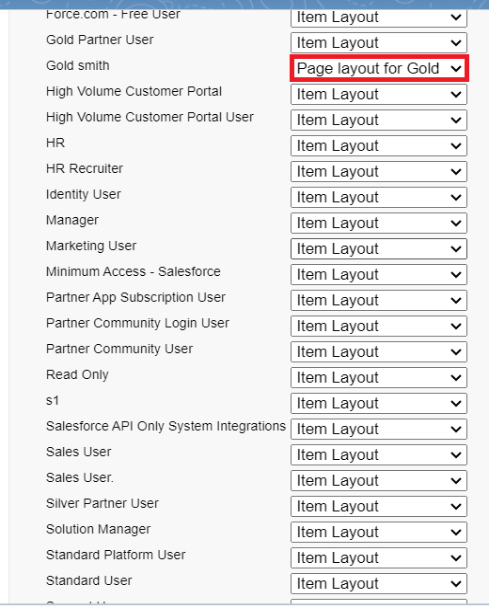 Force.com - Free User Item Layout
Gold Partner User Item Layout
Gold smith Page layout for Gold
High Volume Customer Portal Item Layout
High Volume Customer Portal User Item Layout
HR Item Layout
HR Recruiter Item Layout
Identity User Item Layout
Manager Item Layout
Marketing User Item Layout
Minimum Access - Salesforce Item Layout
Partner App Subscription User Item Layout
Partner Community Login User Item Layout
Partner Community User Item Layout
Read Only Item Layout
s1 Item Layout
Salesforce API Only System Integrations Item Layout
Sales User Item Layout
Sales User. Item Layout
Silver Partner User Item Layout
Solution Manager Item Layout
Standard Platform User Item Layout
Standard User Item Layout